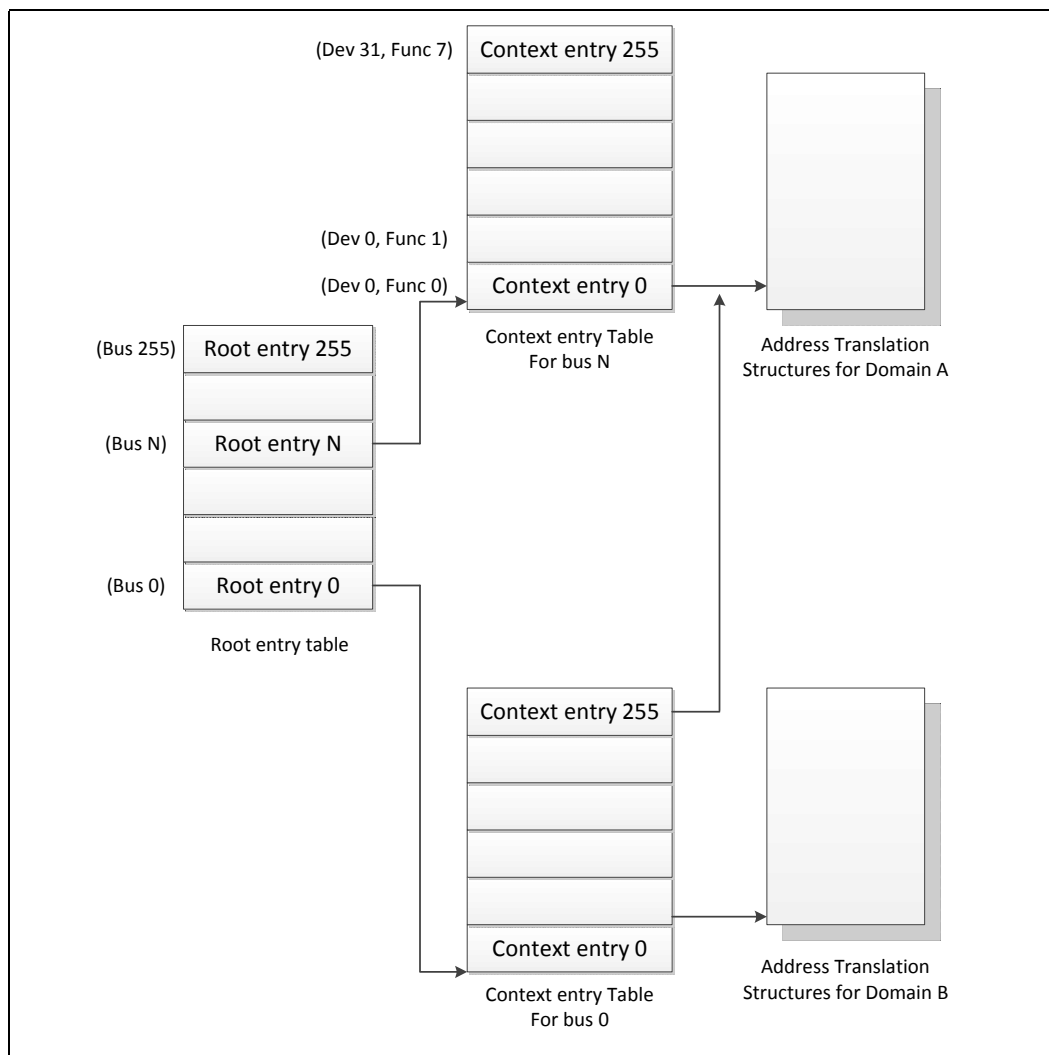 (Dev 31, Func 7)
Context entry 255
(Dev 0, Func 1)
(Dev 0, Func 0)
Context entry 0
Context entry Table
For bus N
Address Translation
Structures for Domain A
(Bus 255)
Root entry 255
(Bus N)
Root entry N
(Bus 0)
Root entry 0
Root entry table
Context entry 255
Context entry 0
Context entry Table
For bus 0
Address Translation
Structures for Domain B